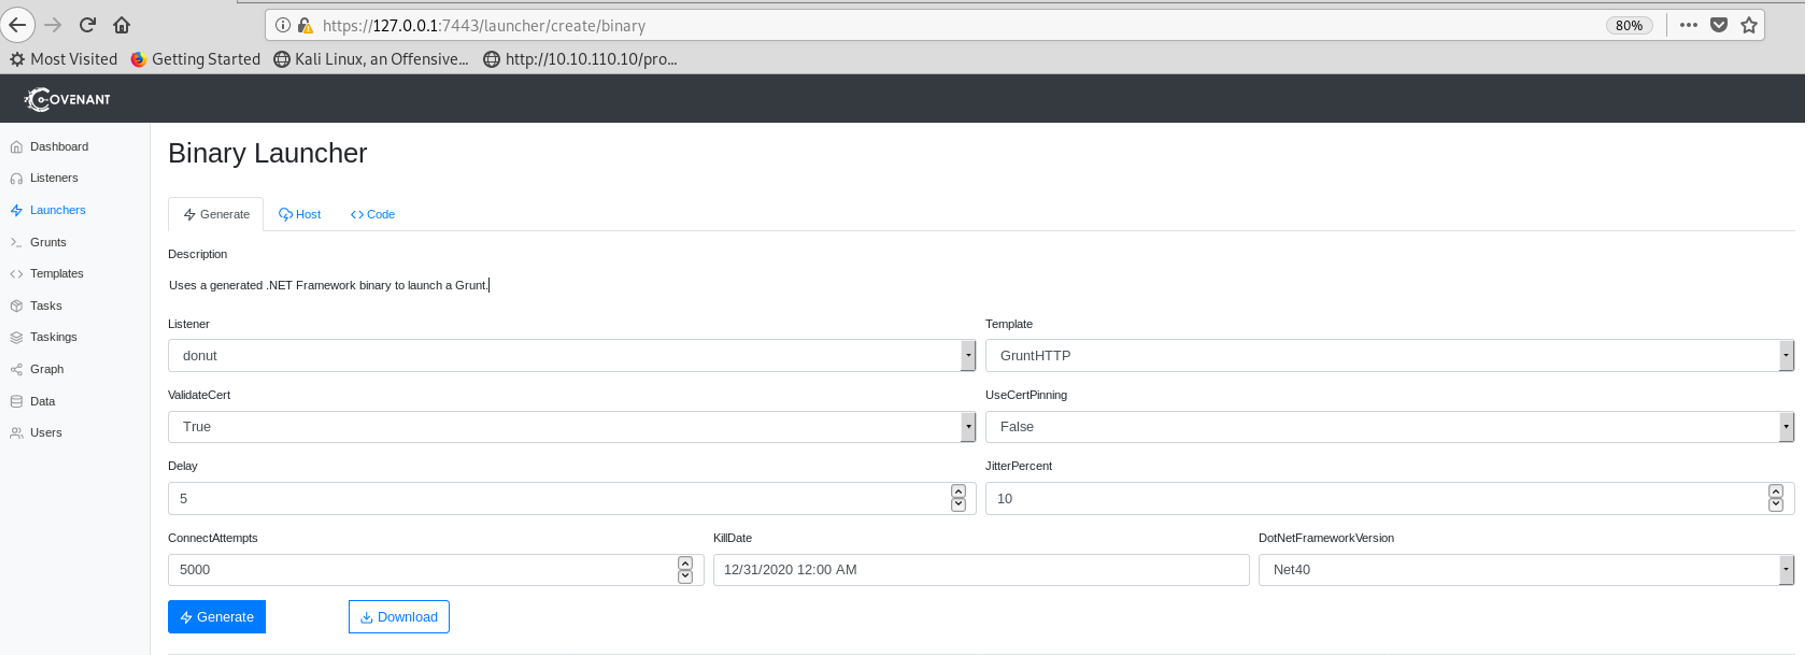 https://127.0.0.1:7443/launcher/create/binary
80%
Most Visited
Getting Started
Kali Linux, an Offensive...
http://10.10.110.10/pro...
COVENANT
Dashboard
Listeners
Launchers
Grunts
Templates
Tasks
Taskings
Graph
Data
Users
Binary Launcher
Generate
Host
Code
Description
Uses a generated .NET Framework binary to launch a Grunt.
Listener
Template
donut
GruntHTTP
ValidateCert
UseCertPinning
True
False
Delay
JitterPercent
5
10
ConnectAttempts
KillDate
DotNetFrameworkVersion
5000
12/31/2020 12:00 AM
Net40
Generate
Download